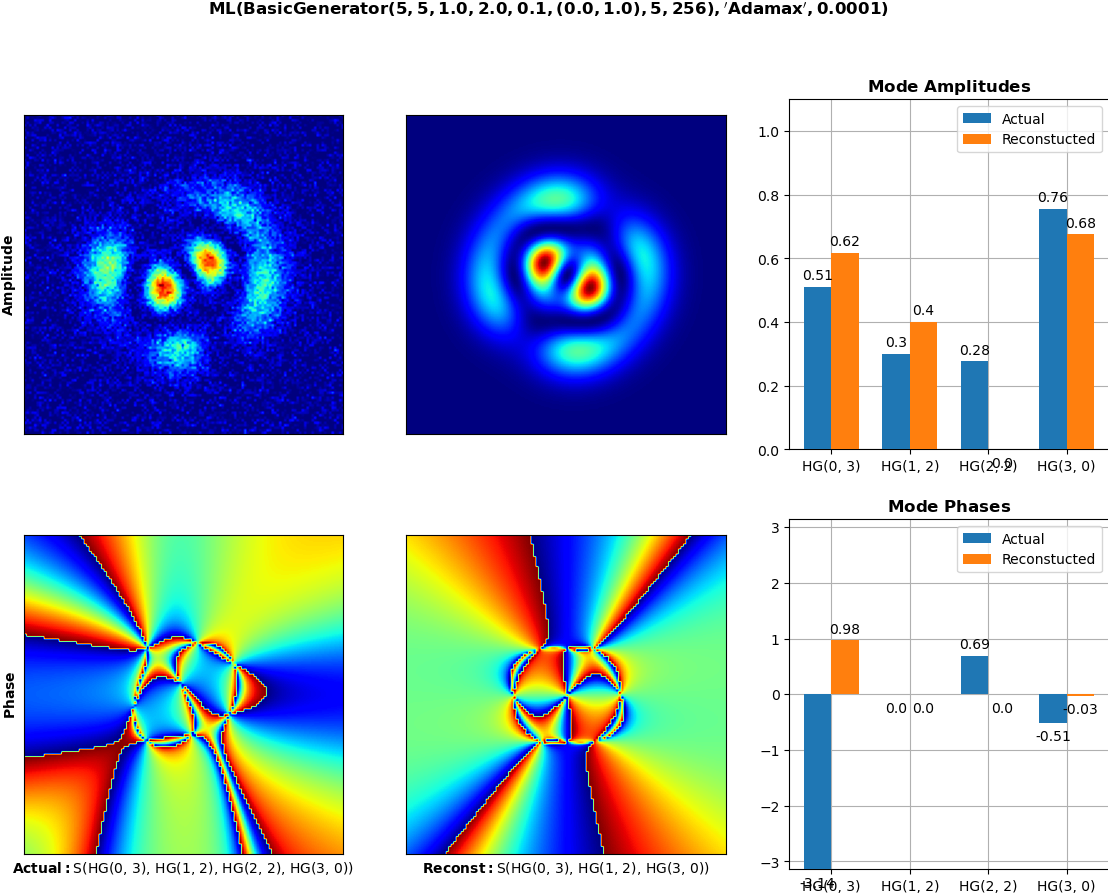 ML(BasicGenerator(5, 5, 1.0, 2.0, 0.1, (0.0, 1.0), 5, 256), 'Adamax', 0.0001)
Amplitude
Mode Amplitudes
Actual
Reconstucted
1.0
0.8
0.6
0.4
0.2
0.0
0.51
0.62
0.3
0.4
0.28
0.0
0.76
0.68
HG(0, 3)
HG(1, 2)
HG(2, 2)
HG(3, 0)
Phase
Actual: S(HG(0, 3), HG(1, 2), HG(2, 2), HG(3, 0))
Reconst: S(HG(0, 3), HG(1, 2), HG(3, 0))
Mode Phases
Actual
Reconstucted
3
2
1
0
−1
−2
−3
-3.14
0.98
0.0
0.0
0.69
0.0
-0.51
-0.03
HG(0, 3)
HG(1, 2)
HG(2, 2)
HG(3, 0)